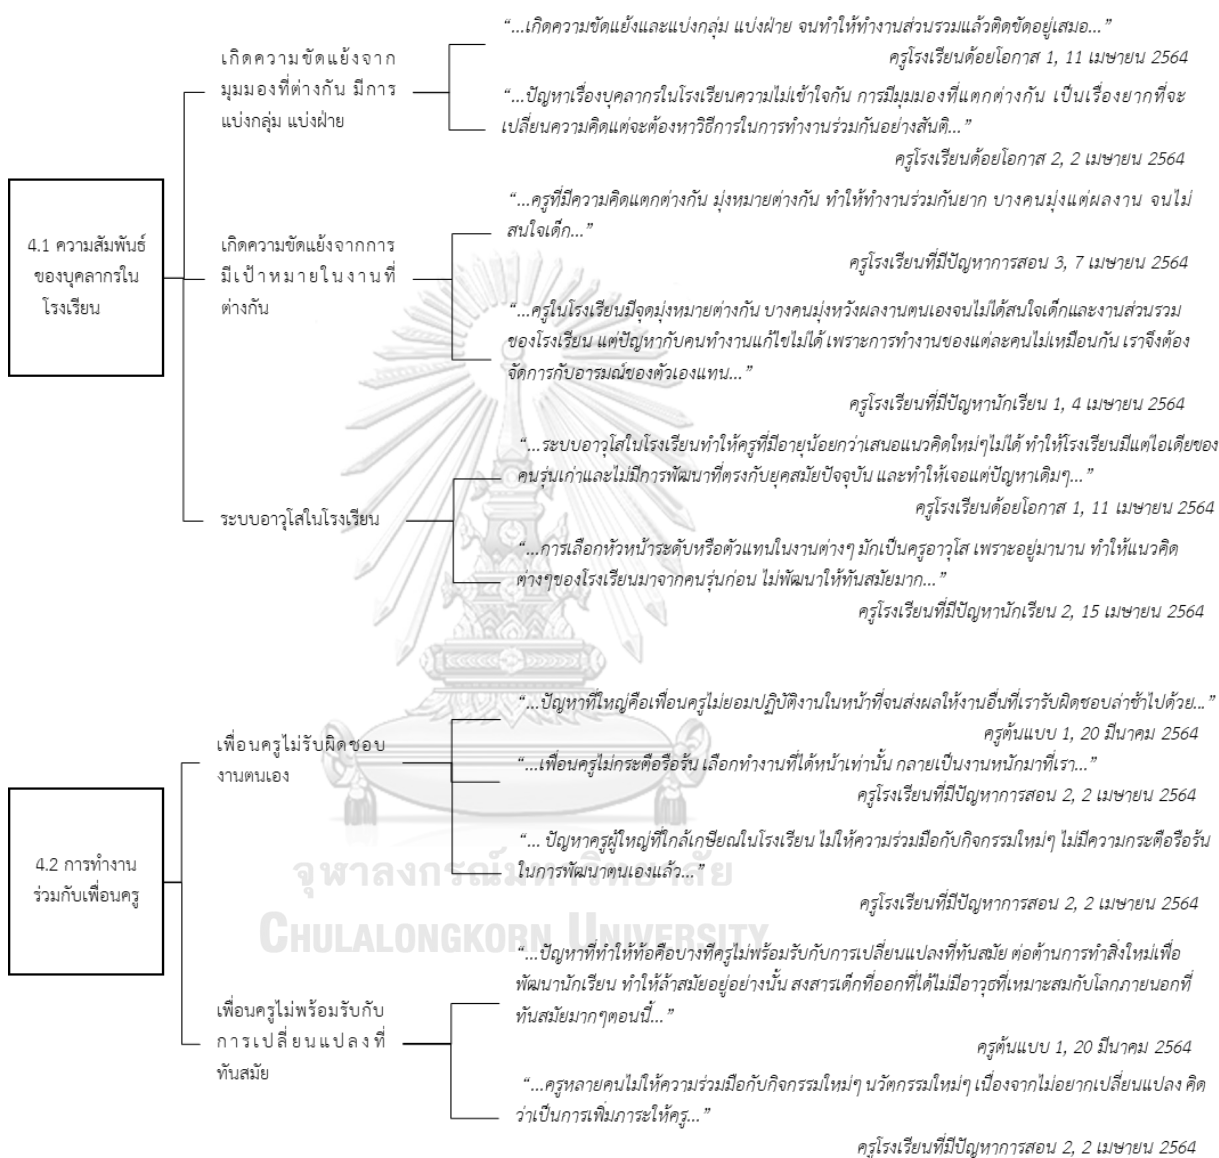 "...เกิดความขัดแย้งและแบ่งกลุ่ม แบ่งฝ่าย จนทำให้ทำงานส่วนรวมแล้วติดขัดอยู่เสมอ..."
ครูโรงเรียนด้อยโอกาส 1, 11 เมษายน 2564
เกิดความขัดแย้งจาก
มุมมองที่ต่างกัน มีการ
แบ่งกลุ่ม แบ่งฝ่าย
"...ปัญหาเรื่องบุคลากรในโรงเรียนความไม่เข้าใจกัน การมีมุมมองที่แตกต่างกัน เป็นเรื่องยากที่จะ
เปลี่ยนความคิดแต่จะต้องหาวิธีการในการทำงานร่วมกันอย่างสันติ..."
ครูโรงเรียนด้อยโอกาส 2, 2 เมษายน 2564
4.1 ความสัมพันธ์
ของบุคลากรใน
โรงเรียน
เกิดความขัดแย้งจากการ
มีเป้าหมายในงานที่
ต่างกัน
"...ครูที่มีความคิดแตกต่างกัน มุ่งหมายต่างกัน ทำให้ทำงานร่วมกันยาก บางคนมุ่งแต่ผลงาน จนไม่
สนใจเด็ก..."
ครูโรงเรียนที่มีปัญหาการสอน 3, 7 เมษายน 2564
"...ครูในโรงเรียนมีจุดมุ่งหมายต่างกัน บางคนมุ่งหวังผลงานตนเองจนไม่ได้สนใจเด็กและงานส่วนรวม
ของโรงเรียน แต่ปัญหากับคนทำงานแก้ไขไม่ได้ เพราะการทำงานของแต่ละคนไม่เหมือนกัน เราจึงต้อง
จัดการกับอารมณ์ของตัวเองแทน..."
ครูโรงเรียนที่มีปัญหานักเรียน 1, 4 เมษายน 2564
ระบบอาวุโสในโรงเรียน
"...ระบบอาวุโสในโรงเรียนทำให้ครูที่มีอายุน้อยกว่าเสนอแนวคิดใหม่ๆไม่ได้ ทำให้โรงเรียนมีแต่ไอเดียของ
คนรุ่นเก่าและไม่มีการพัฒนาที่ตรงกับยุคสมัยปัจจุบัน และทำให้เจอแต่ปัญหาเดิมๆ..."
ครูโรงเรียนด้อยโอกาส 1, 11 เมษายน 2564
"...การเลือกหัวหน้าระดับหรือตัวแทนในงานต่างๆ มักเป็นครูอาวุโส เพราะอยู่มานาน ทำให้แนวคิด
ต่างๆของโรงเรียนมาจากคนรุ่นก่อน ไม่พัฒนาให้ทันสมัยมาก..."
ครูโรงเรียนที่มีปัญหานักเรียน 2, 15 เมษายน 2564
4.2 การทำงาน
ร่วมกับเพื่อนครู
เพื่อนครูไม่รับผิดชอบ
งานตนเอง
"...ปัญหาที่ใหญ่คือเพื่อนครูไม่ยอมปฏิบัติงานในหน้าที่จนส่งผลให้งานอื่นที่เรารับผิดชอบล่าช้าไปด้วย..."
ครูต้นแบบ 1, 20 มีนาคม 2564
"...เพื่อนครูไม่กระตือรือร้น เลือกทำงานที่ได้หน้าเท่านั้น กลายเป็นงานหนักมาที่เรา..."
ครูโรงเรียนที่มีปัญหาการสอน 2, 2 เมษายน 2564
"... ปัญหาครูผู้ใหญ่ที่ใกล้เกษียณในโรงเรียน ไม่ให้ความร่วมมือกับกิจกรรมใหม่ๆ ไม่มีความกระตือรือร้น
ในการพัฒนาตนเองแล้ว..."
ครูโรงเรียนที่มีปัญหาการสอน 2, 2 เมษายน 2564
จุฬาลงกรณ์มหาวิทยาลัย
CHULALONGKORN UNIVERSITY
เพื่อนครูไม่พร้อมรับกับ
การเปลี่ยนแปลงที่
ทันสมัย
"...ปัญหาที่ทำให้ท้อคือบางทีครูไม่พร้อมรับกับการเปลี่ยนแปลงที่ทันสมัย ต่อต้านการทำสิ่งใหม่เพื่อ
พัฒนานักเรียน ทำให้ล้าสมัยอยู่อย่างนั้น สงสารเด็กที่ออกที่ได้ไม่มีอาวุธที่เหมาะสมกับโลกภายนอกที่
ทันสมัยมากๆตอนนี้..."
ครูต้นแบบ 1, 20 มีนาคม 2564
"...ครูหลายคนไม่ให้ความร่วมมือกับกิจกรรมใหม่ๆ นวัตกรรมใหม่ๆ เนื่องจากไม่อยากเปลี่ยนแปลง คิด
ว่าเป็นการเพิ่มภาระให้ครู..."
ครูโรงเรียนที่มีปัญหาการสอน 2, 2 เมษายน 2564